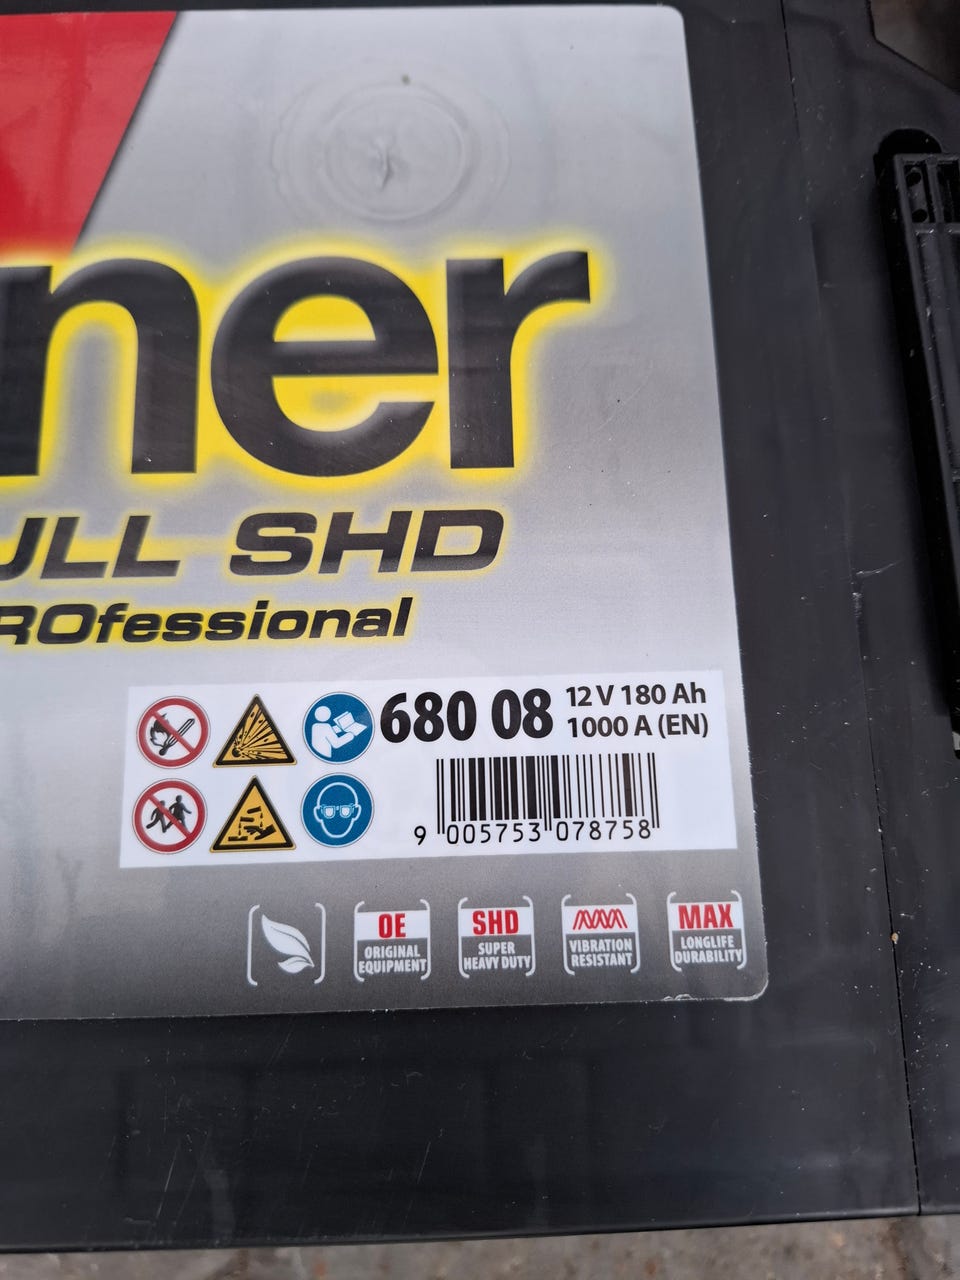 ner
ULL SHD
ROfessional
680 08
12 V 180 Ah
1000 A (EN)
9 005753 078758
OE
ORIGINAL
EQUIPMENT
SHD
SUPER
HEAVY DUTY
VIBRATION
RESISTANT
MAX
LONGLIFE
DURABILITY